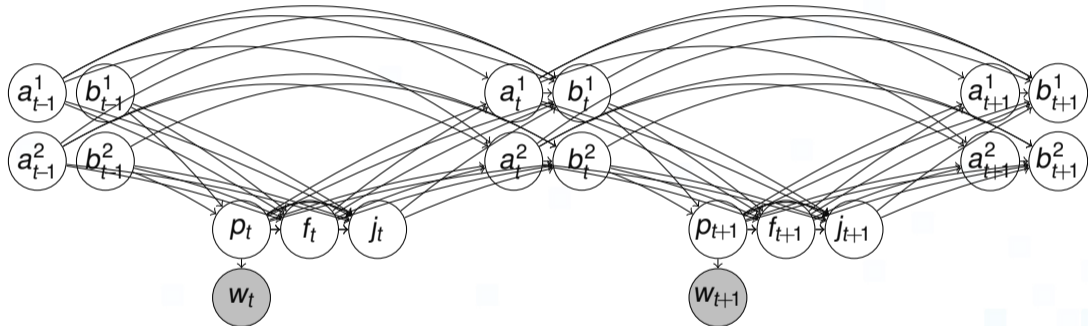 a¹ₜ₋₁ b¹ₜ₋₁ a¹ₜ b¹ₜ a¹ₜ₊₁ b¹ₜ₊₁
a²ₜ₋₁ b²ₜ₋₁ a²ₜ b²ₜ a²ₜ₊₁ b²ₜ₊₁
pₜ fₜ jₜ pₜ₊₁ fₜ₊₁ jₜ₊₁
wₜ wₜ₊₁